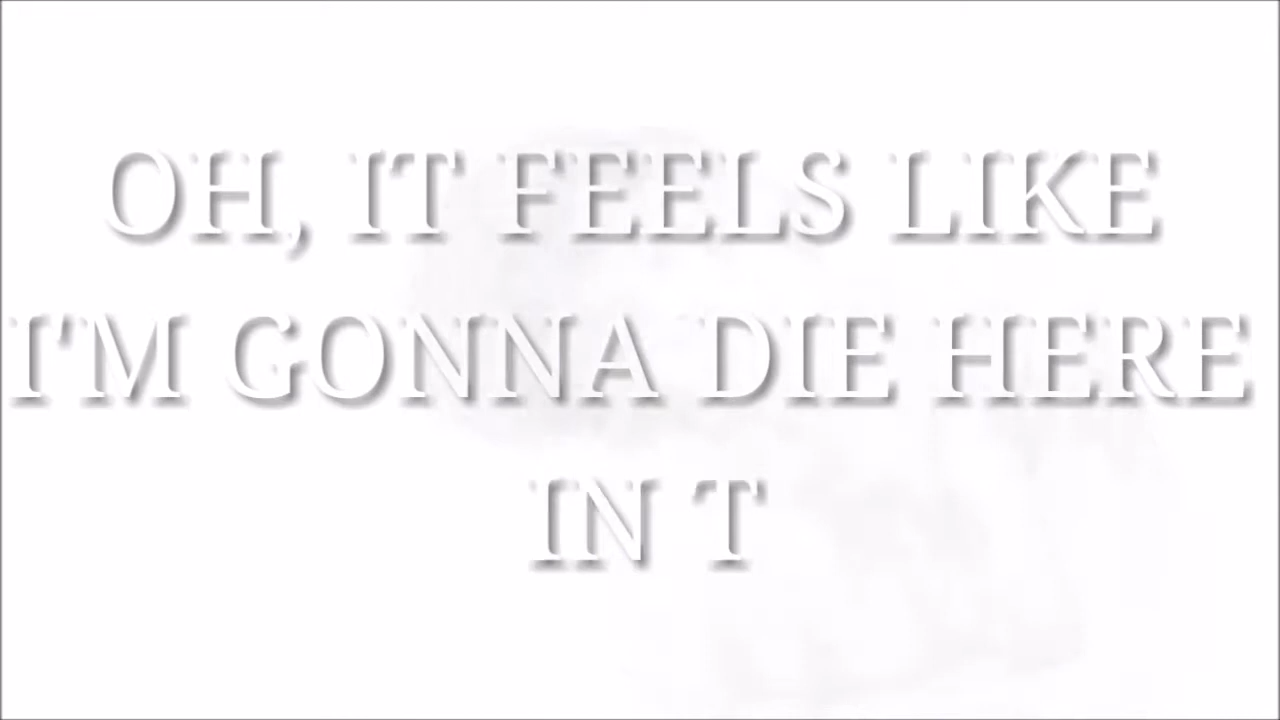 OH, IT FEELS LIKE
I'M GONNA DIE HERE
IN T